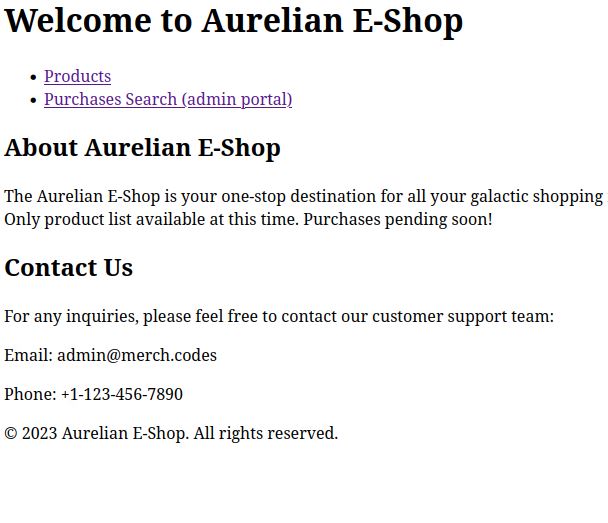 Welcome to Aurelian E-Shop
• Products
• Purchases Search (admin portal)
About Aurelian E-Shop
The Aurelian E-Shop is your one-stop destination for all your galactic shopping
Only product list available at this time. Purchases pending soon!
Contact Us
For any inquiries, please feel free to contact our customer support team:
Email: admin@merch.codes
Phone: +1-123-456-7890
© 2023 Aurelian E-Shop. All rights reserved.